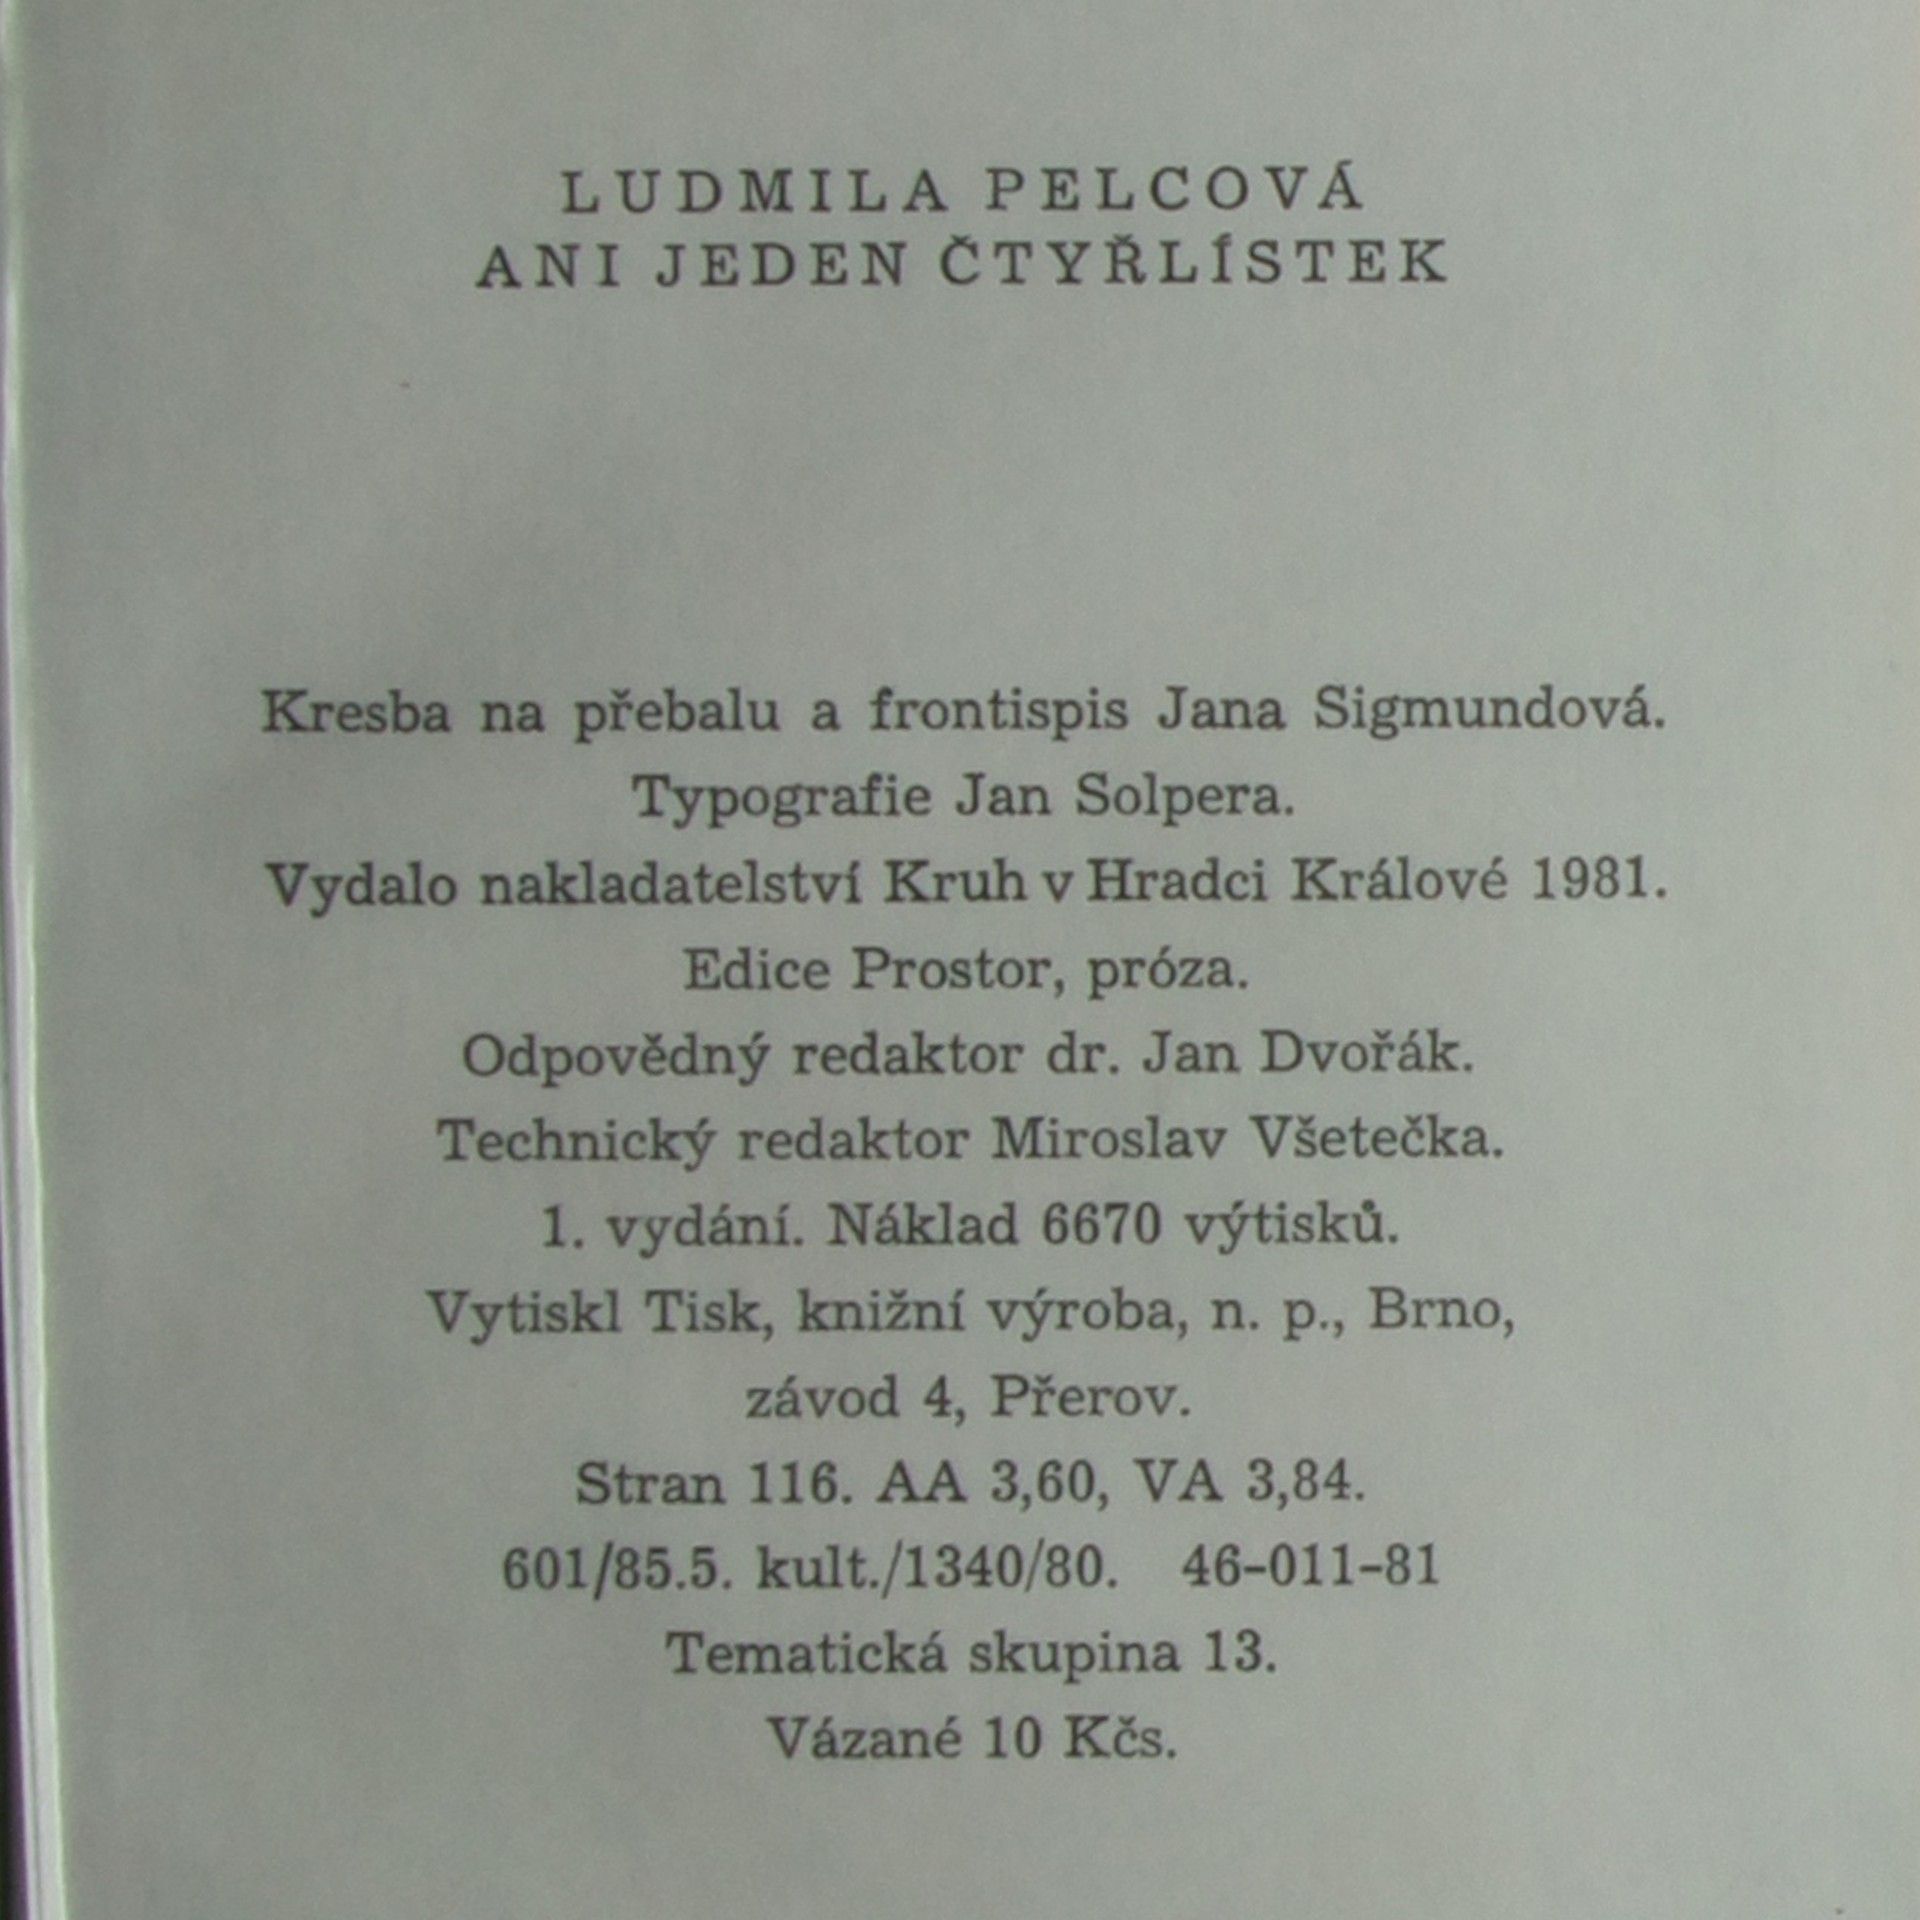 LUDMILA PELCOVÁ
ANI JEDEN ČTYŘLÍSTEK
Kresba na přebalu a frontispis Jana Sigmundová.
Typografie Jan Solpera.
Vydalo nakladatelství Kruh v Hradci Králové 1981.
Edice Prostor, próza.
Odpovědný redaktor dr. Jan Dvořák.
Technický redaktor Miroslav Všetečka.
1. vydání. Náklad 6670 výtisků.
Vytiskl Tisk, knižní výroba, n. p., Brno,
závod 4, Přerov.
Stran 116. AA 3,60, VA 3,84.
601/85.5. kult./1340/80. 46-011-81
Tematická skupina 13.
Vázané 10 Kčs.